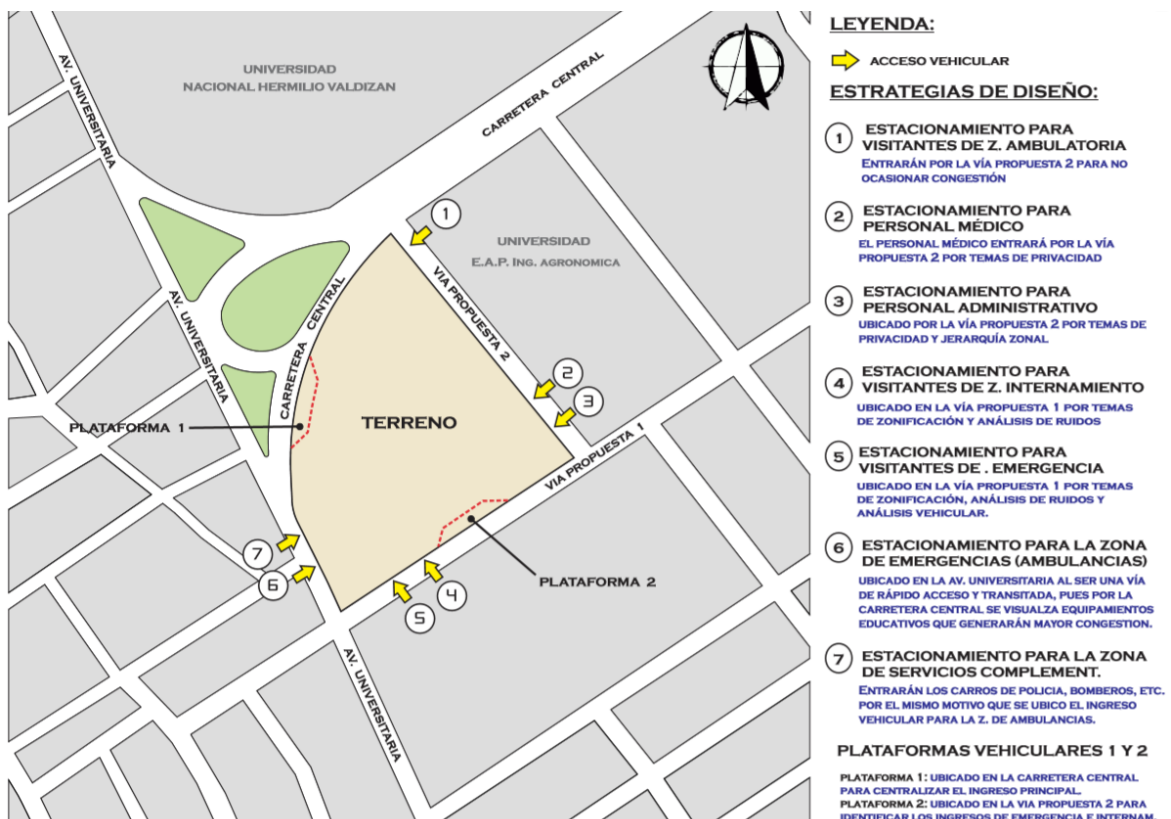 AV. UNIVERSITARIA
UNIVERSIDAD
NACIONAL HERMILIO VALDIZAN
CARRETERA CENTRAL
1
UNIVERSIDAD
E.A.P. ING. AGRONOMICA
VIA PROPUESTA 2
AV. UNIVERSITARIA
CARRETERA CENTRAL
2
3
PLATAFORMA 1
TERRENO
VIA PROPUESTA 1
7
6
PLATAFORMA 2
4
5
AV. UNIVERSITARIA
LEYENDA:
ACCESO VEHICULAR
ESTRATEGIAS DE DISEÑO:
1 ESTACIONAMIENTO PARA
VISITANTES DE Z. AMBULATORIA
ENTRARÁN POR LA VÍA PROPUESTA 2 PARA NO
OCASIONAR CONGESTIÓN
2 ESTACIONAMIENTO PARA
PERSONAL MÉDICO
EL PERSONAL MÉDICO ENTRARÁ POR LA VÍA
PROPUESTA 2 POR TEMAS DE PRIVACIDAD
3 ESTACIONAMIENTO PARA
PERSONAL ADMINISTRATIVO
UBICADO POR LA VÍA PROPUESTA 2 POR TEMAS DE
PRIVACIDAD Y JERARQUÍA ZONAL
4 ESTACIONAMIENTO PARA
VISITANTES DE Z. INTERNAMIENTO
UBICADO EN LA VÍA PROPUESTA 1 POR TEMAS
DE ZONIFICACIÓN Y ANÁLISIS DE RUIDOS
5 ESTACIONAMIENTO PARA
VISITANTES DE . EMERGENCIA
UBICADO EN LA VÍA PROPUESTA 1 POR TEMAS
DE ZONIFICACIÓN, ANÁLISIS DE RUIDOS Y
ANÁLISIS VEHICULAR.
6 ESTACIONAMIENTO PARA LA ZONA
DE EMERGENCIAS (AMBULANCIAS)
UBICADO EN LA AV. UNIVERSITARIA AL SER UNA VÍA
DE RÁPIDO ACCESO Y TRANSITADA, PUES POR LA
CARRETERA CENTRAL SE VISUALZA EQUIPAMIENTOS
EDUCATIVOS QUE GENERARÁN MAYOR CONGESTION.
7 ESTACIONAMIENTO PARA LA ZONA
DE SERVICIOS COMPLEMENT.
ENTRARÁN LOS CARROS DE POLICIA, BOMBEROS, ETC.
POR EL MISMO MOTIVO QUE SE UBICO EL INGRESO
VEHICULAR PARA LA Z. DE AMBULANCIAS.
PLATAFORMAS VEHICULARES 1 Y 2
PLATAFORMA 1: UBICADO EN LA CARRETERA CENTRAL
PARA CENTRALIZAR EL INGRESO PRINCIPAL.
PLATAFORMA 2: UBICADO EN LA VIA PROPUESTA 2 PARA
IDENTIFICAR LOS INGRESOS DE EMERGENCIA E INTERNAM.